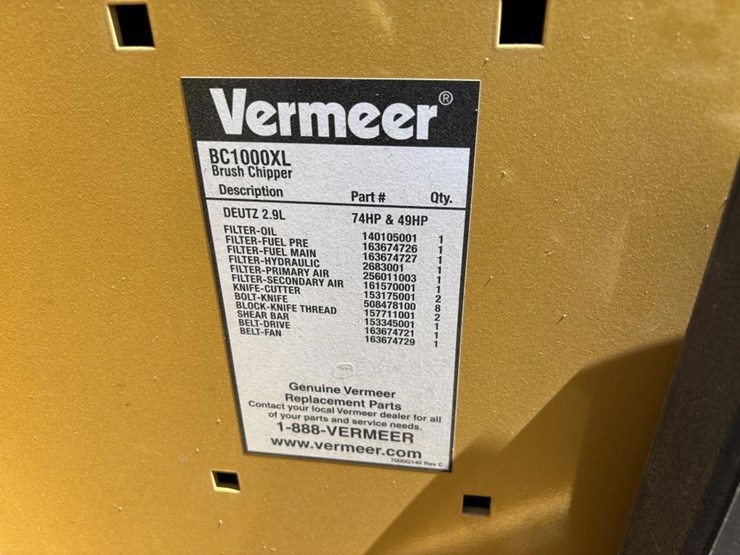 Vermeer®
BC1000XL
Brush Chipper
Description Part # Qty.
DEUTZ 2.9L 74HP & 49HP
FILTER-OIL 140105001 1
FILTER-FUEL PRE 163674726 1
FILTER-FUEL MAIN 163674727 1
FILTER-HYDRAULIC 2683001 1
FILTER-PRIMARY AIR 256011003 1
FILTER-SECONDARY AIR 161570001 1
KNIFE-CUTTER 153175001 2
BOLT-KNIFE 508478100 8
BLOCK-KNIFE THREAD 157711001 2
SHEAR BAR 153345001 1
BELT-DRIVE 163674721 1
BELT-FAN 163674729 1
Genuine Vermeer
Replacement Parts
Contact your local Vermeer dealer for all
of your parts and service needs.
1-888-VERMEER
www.vermeer.com
Rev C